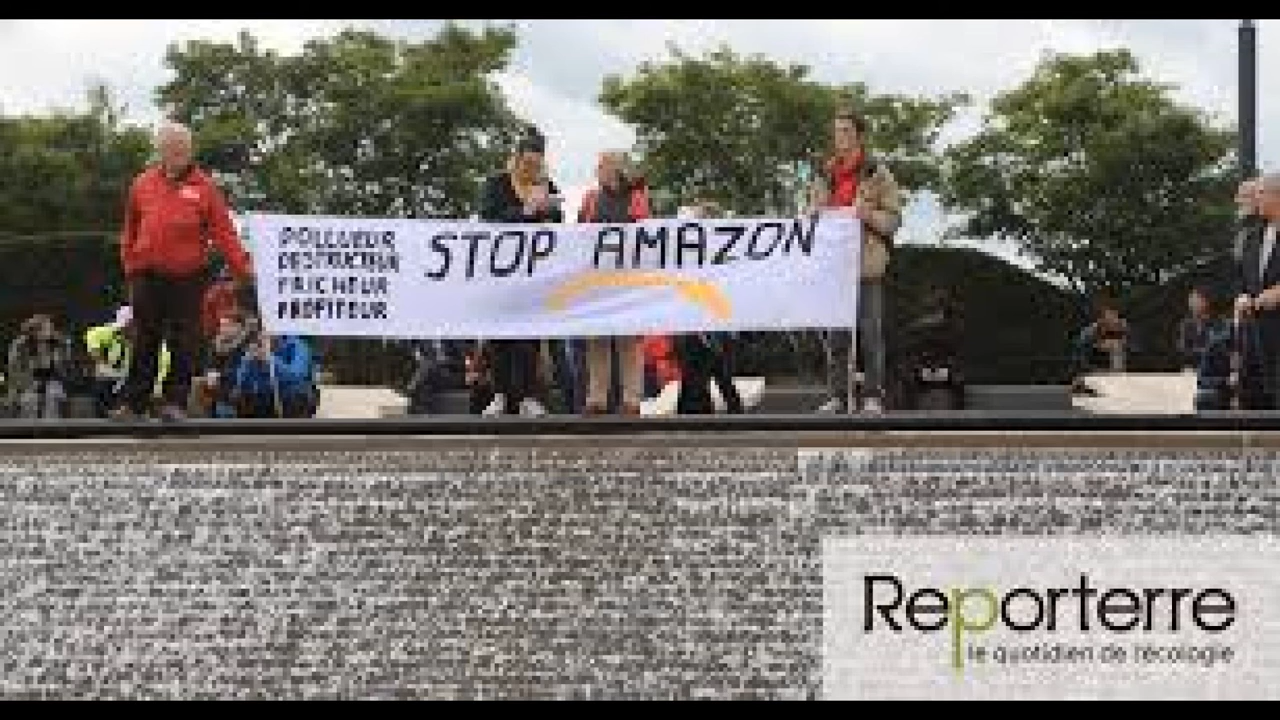 POLLUEUR
DESTRUCTEUR
TRICHEUR
PROFITEUR
STOP AMAZON
Reporterre
le quotidien de l'écologie